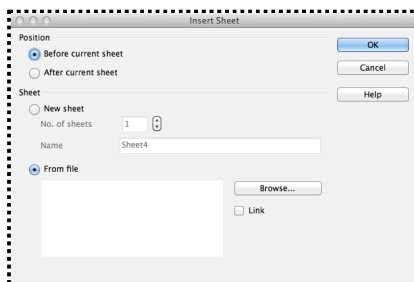 Insert Sheet
Position
Before current sheet
After current sheet
OK
Cancel
Help
Sheet
New sheet
No. of sheets 1
Name Sheet4
From file
Browse...
Link